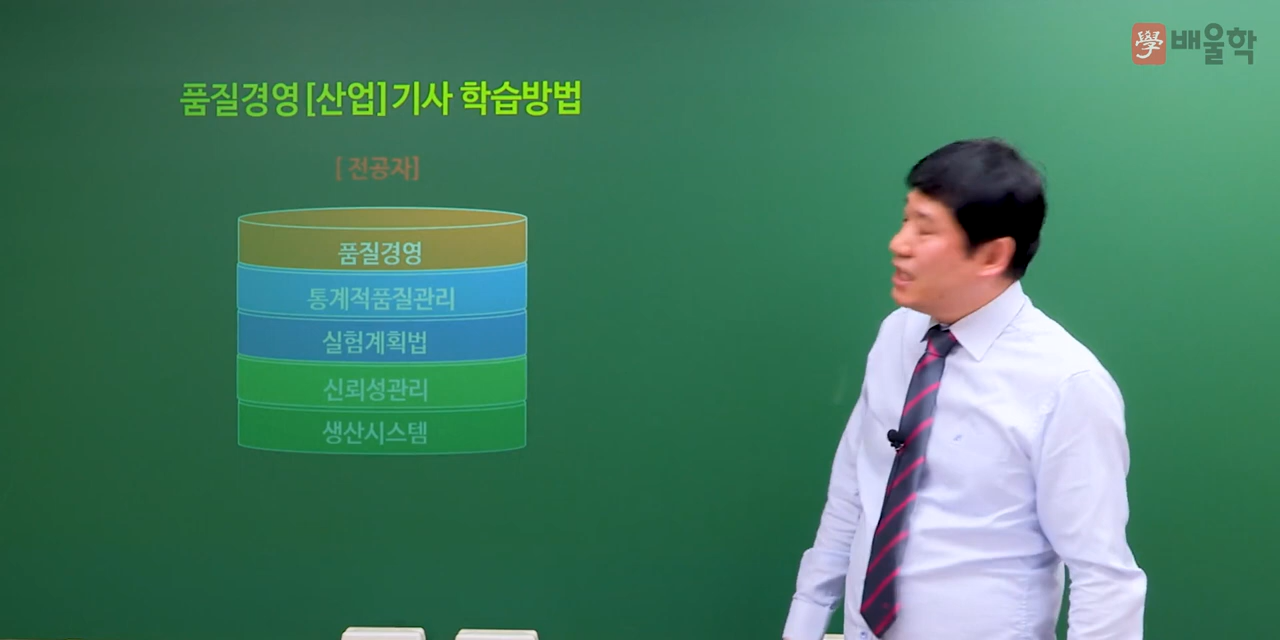 學 배울학
품질경영[산업]기사 학습방법
[전공자]
품질경영
통계적품질관리
실험계획법
신뢰성관리
생산시스템